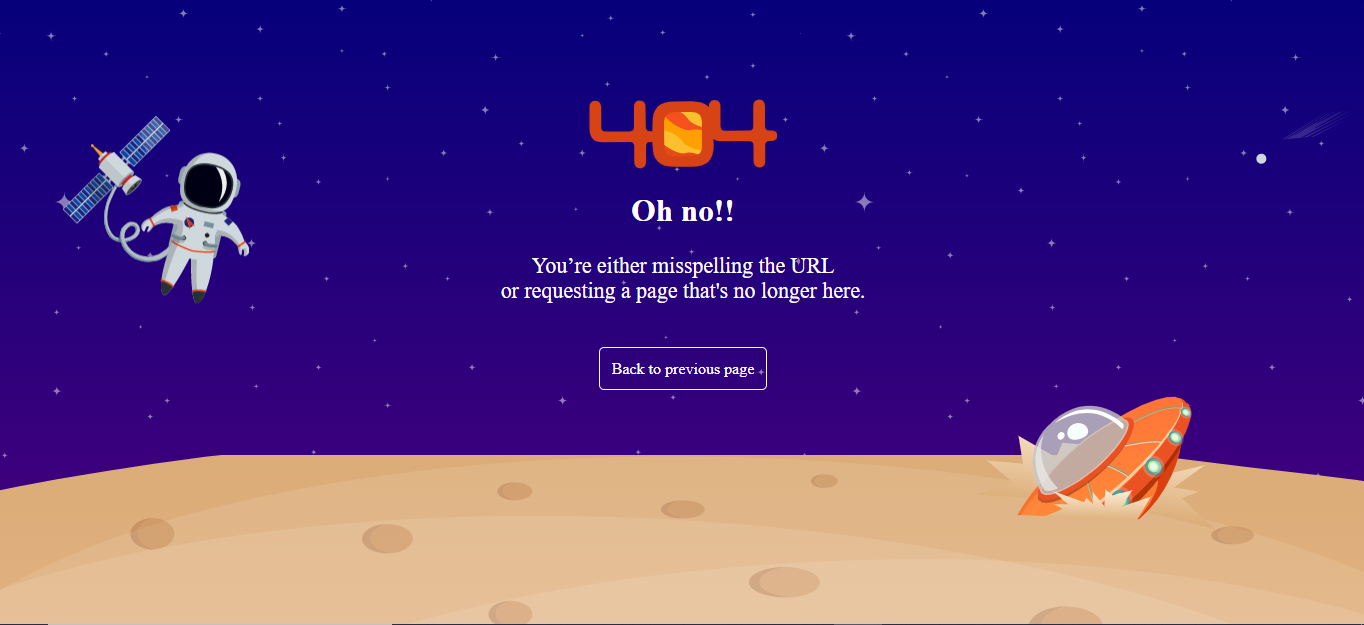 404
Oh no!!
You’re either misspelling the URL
or requesting a page that's no longer here.
Back to previous page